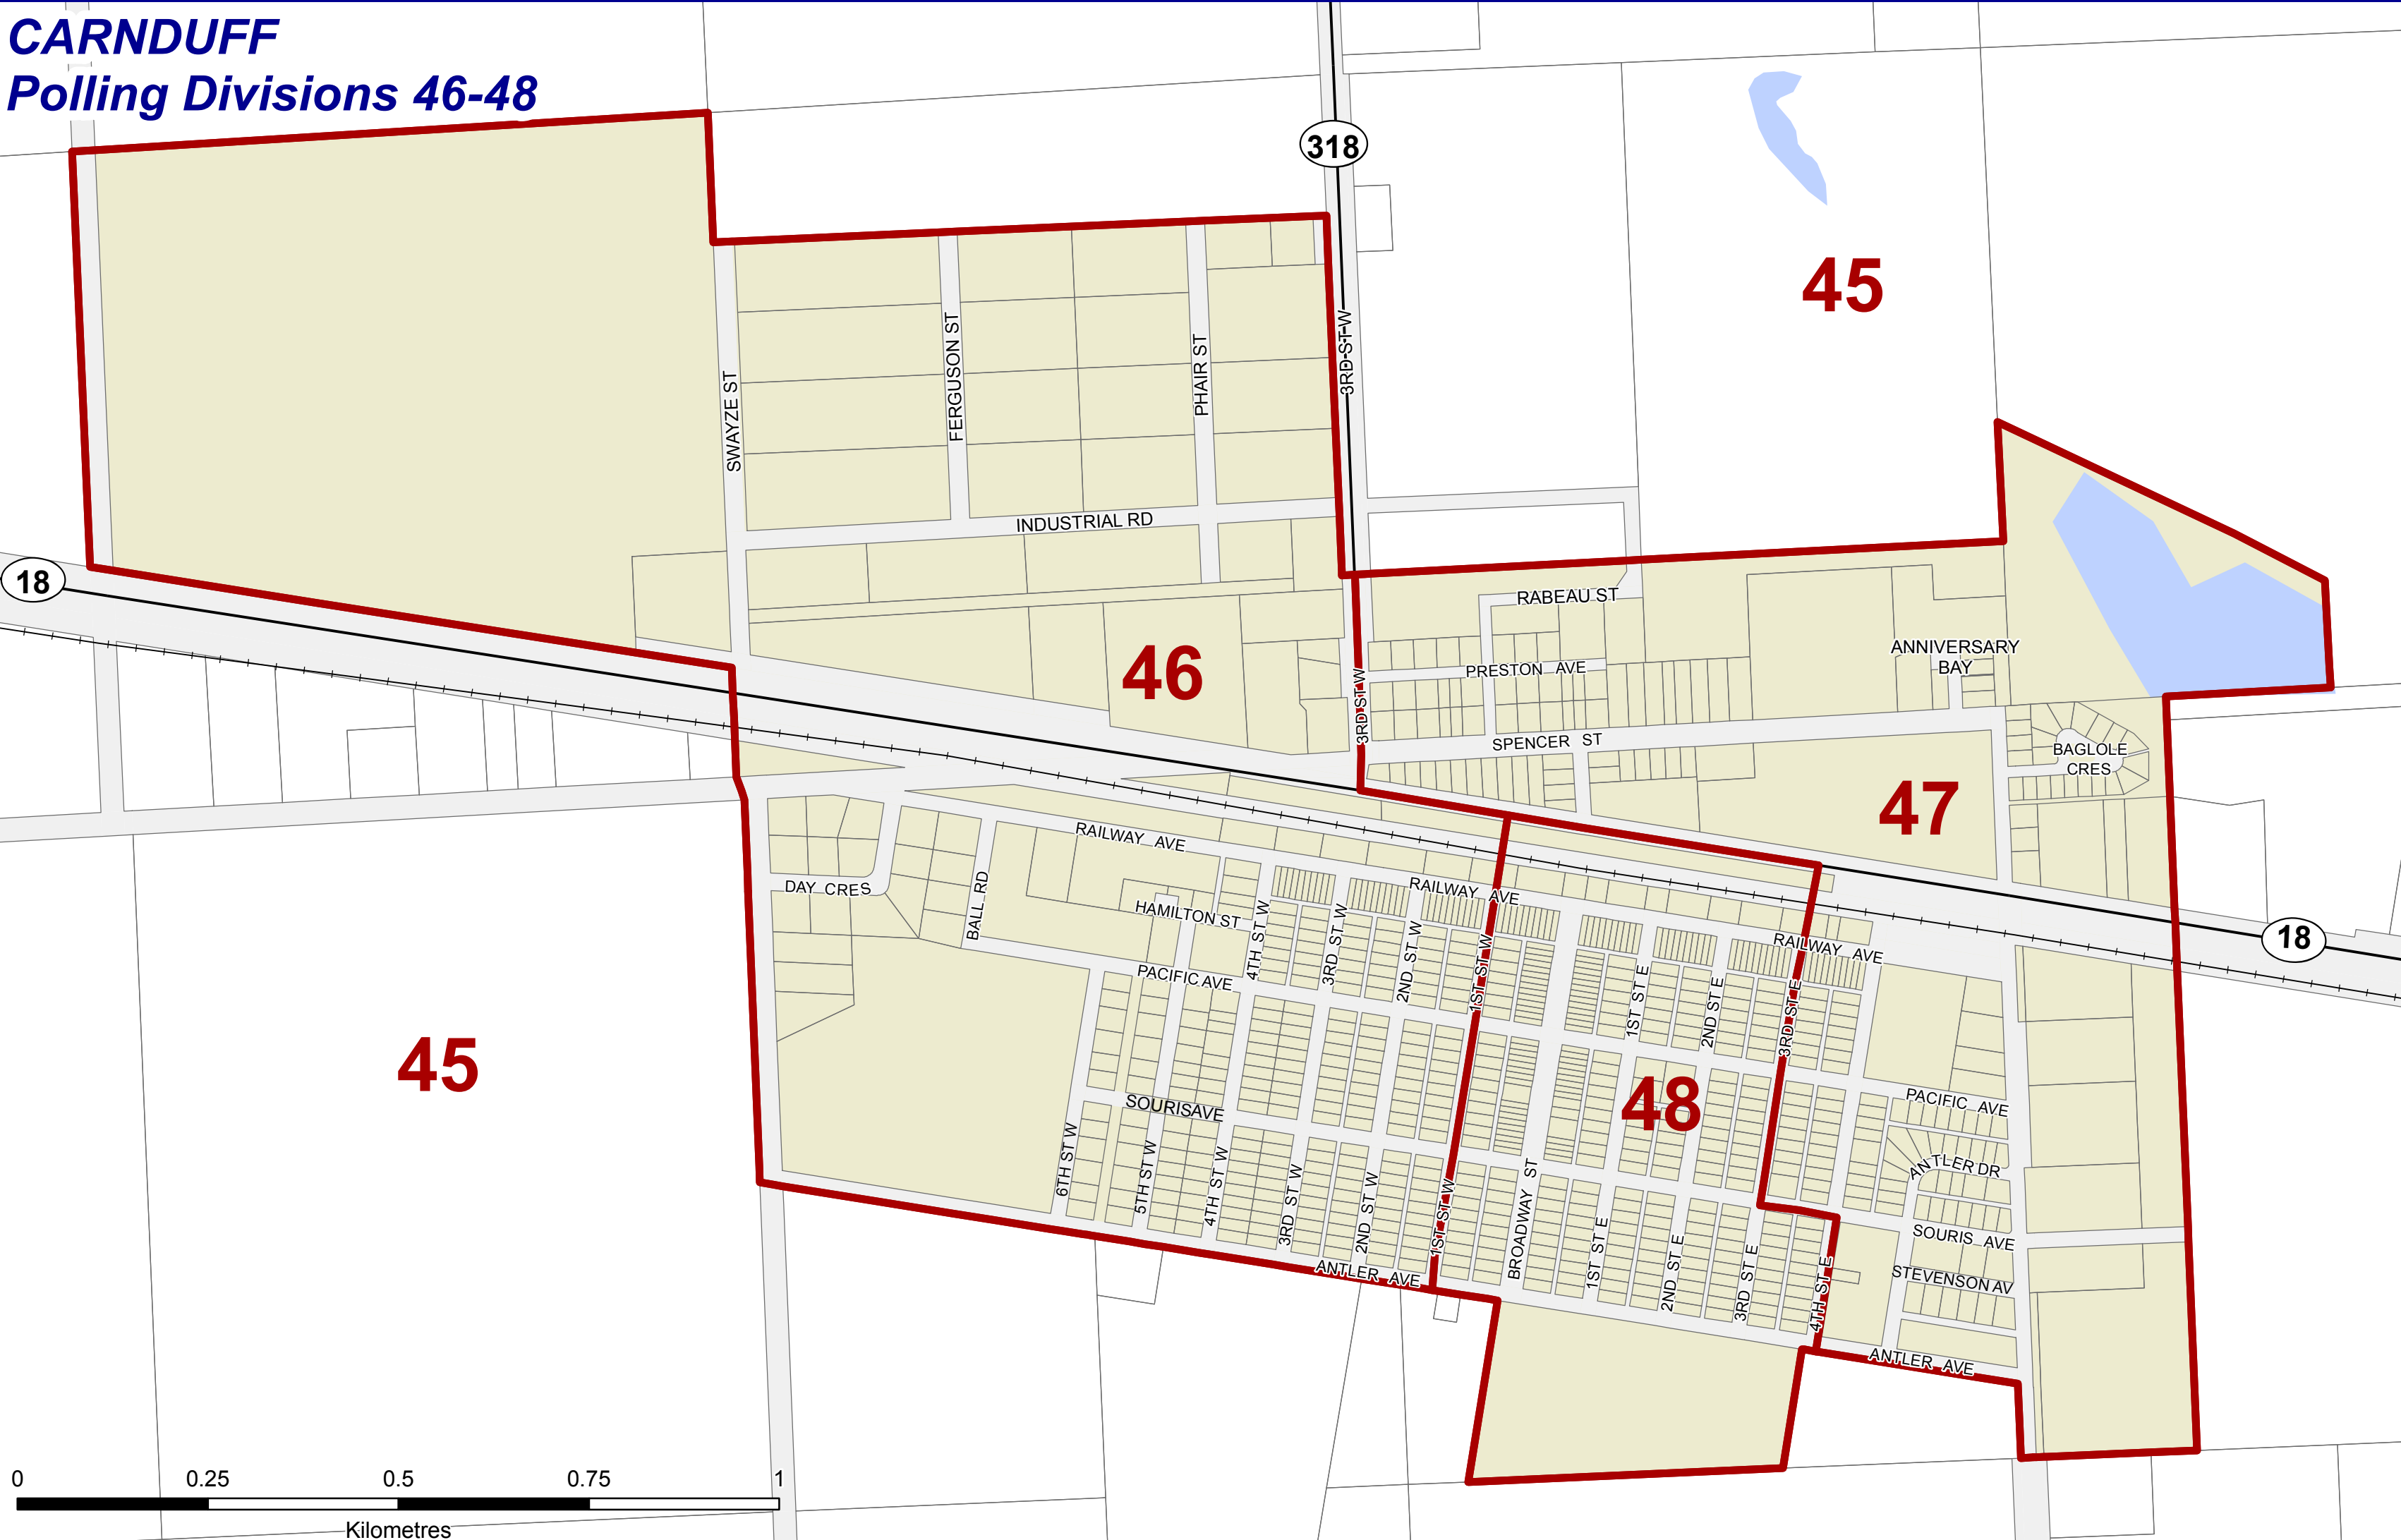 CARNDUFF
Polling Divisions 46-48
318
45
3RD ST W
FERGUSON ST
PHAIR ST
SWAYZE ST
INDUSTRIAL RD
18
RABEAU ST
ANNIVERSARY
BAY
46
PRESTON AVE
3RD ST W
SPENCER ST
BAGLOLE
CRES
47
RAILWAY AVE
DAY CRES
BALL RD
HAMILTON ST
RAILWAY AVE
4TH ST W
3RD ST W
2ND ST W
1ST ST W
RAILWAY AVE
18
PACIFIC AVE
1ST ST E
2ND ST E
3RD ST E
45
48
SOURISAVE
PACIFIC AVE
ANTLER DR
6TH ST W
5TH ST W
4TH ST W
3RD ST W
2ND ST W
1ST ST W
BROADWAY ST
1ST ST E
2ND ST E
3RD ST E
4TH ST E
SOURIS AVE
STEVENSON AV
ANTLER AVE
ANTLER AVE
0 0.25 0.5 0.75 1
Kilometres